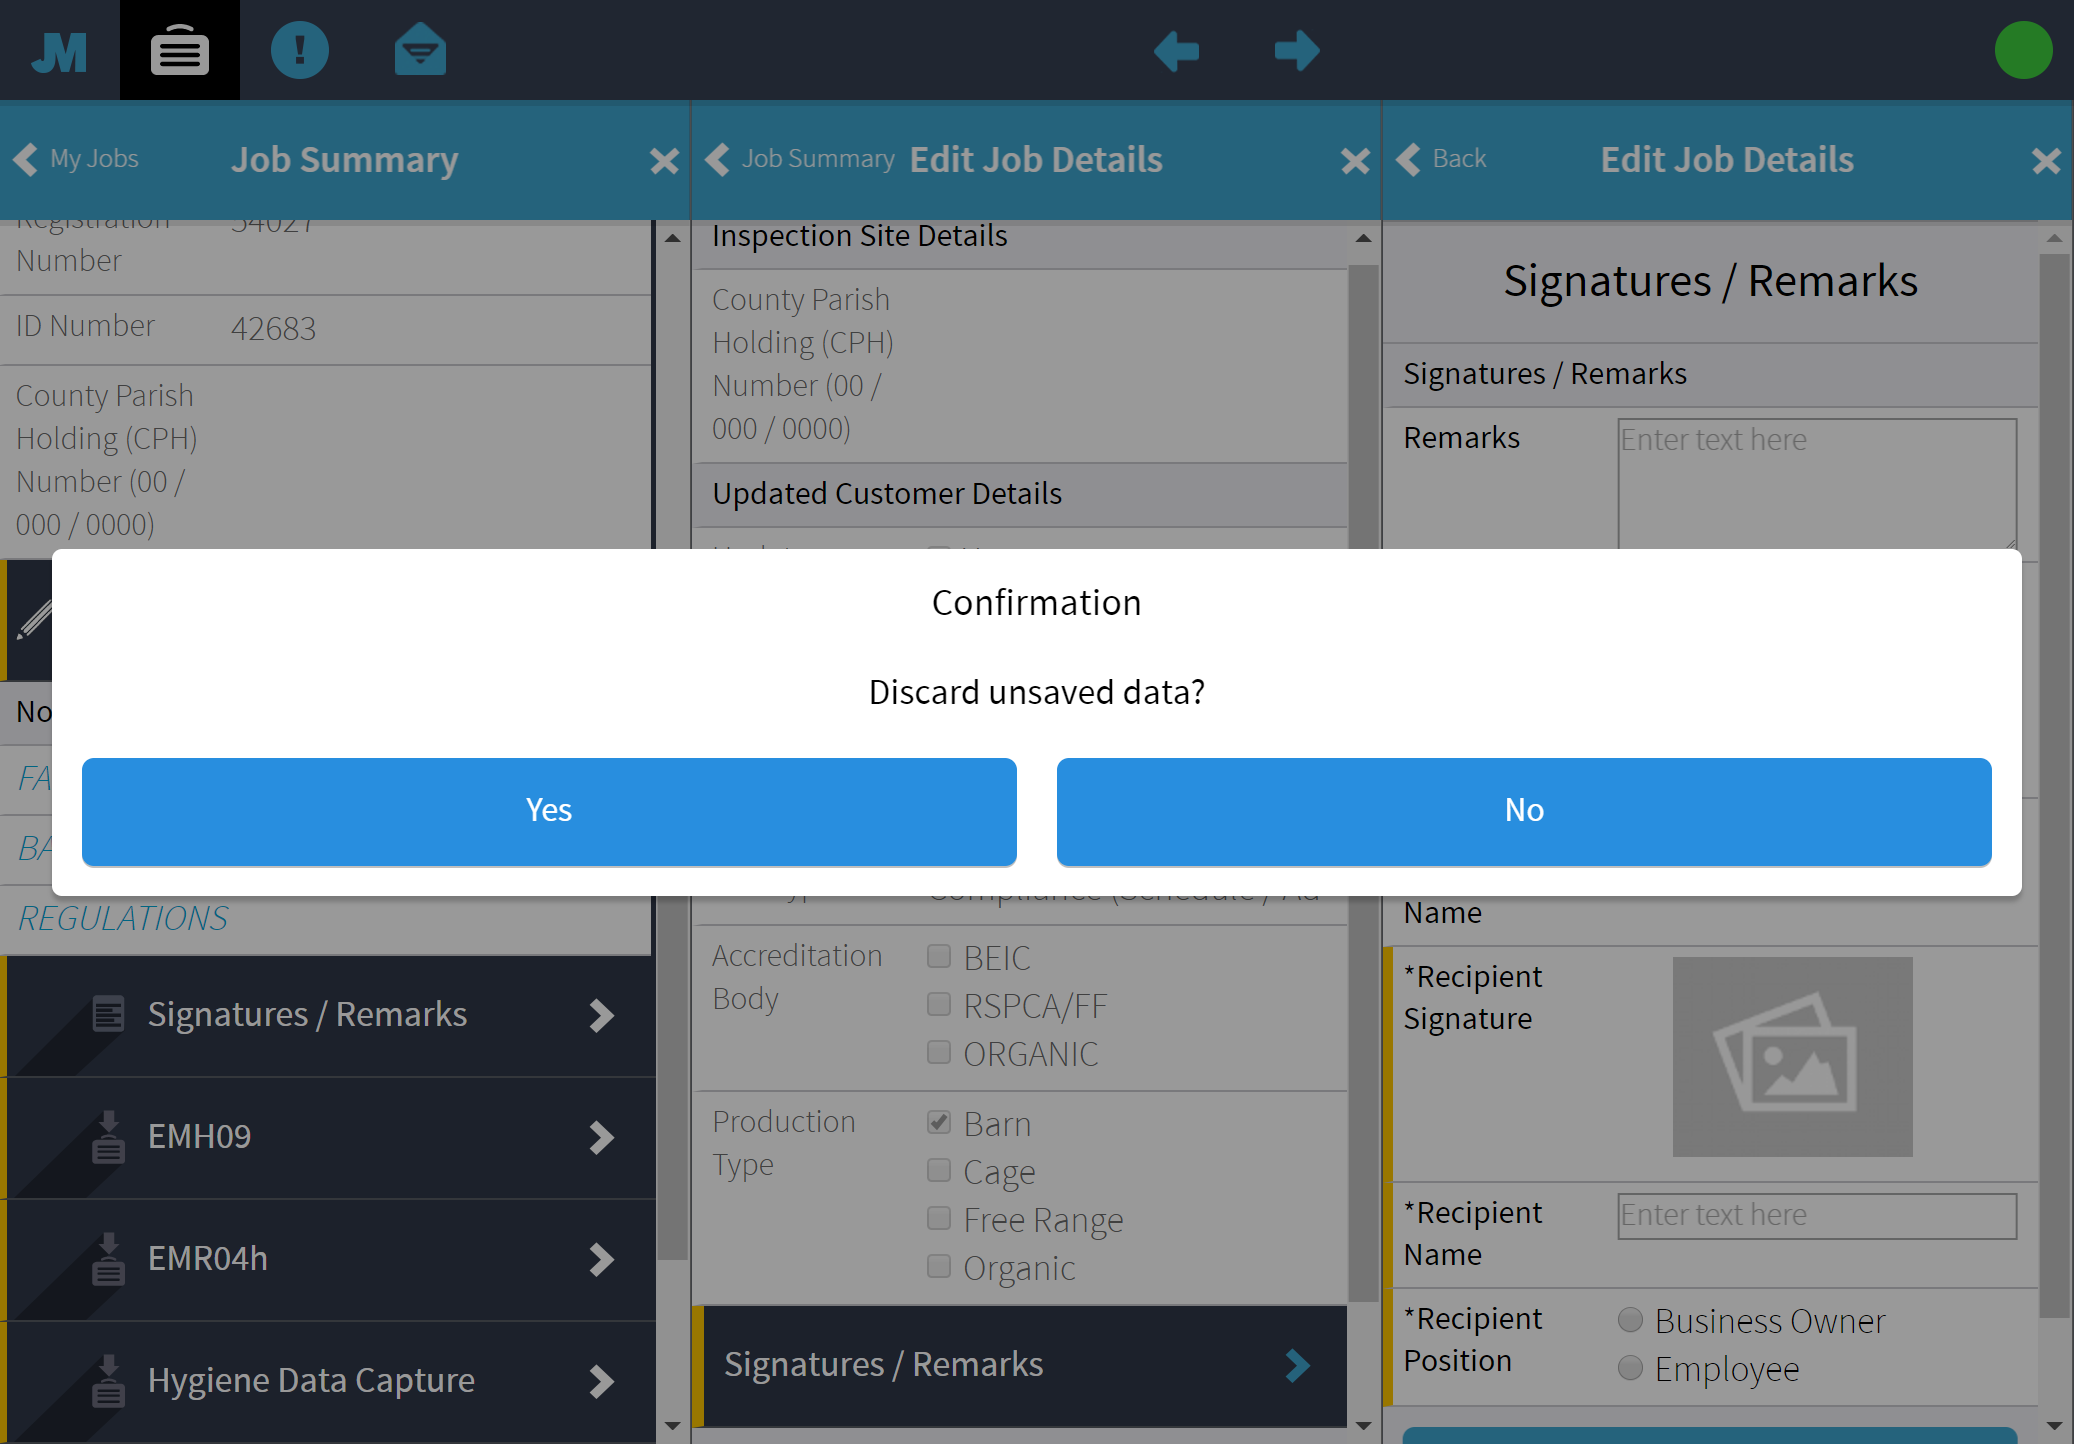 JM
My Jobs
Job Summary
Job Summary
Edit Job Details
Back
Edit Job Details
Registration
Number
54027
ID Number
42683
County Parish
Holding (CPH)
Number (00 /
000 / 0000)
No
FA
BA
REGULATIONS
Signatures / Remarks
EMH09
EMR04h
Hygiene Data Capture
Inspection Site Details
County Parish
Holding (CPH)
Number (00 /
000 / 0000)
Updated Customer Details
Confirmation
Discard unsaved data?
Yes
No
Compliance (Schedule / Ad
Accreditation
Body
BEIC
RSPCA/FF
ORGANIC
Production
Type
Barn
Cage
Free Range
Organic
Signatures / Remarks
Signatures / Remarks
Signatures / Remarks
Remarks
Enter text here
Name
*Recipient
Signature
*Recipient
Name
Enter text here
*Recipient
Position
Business Owner
Employee